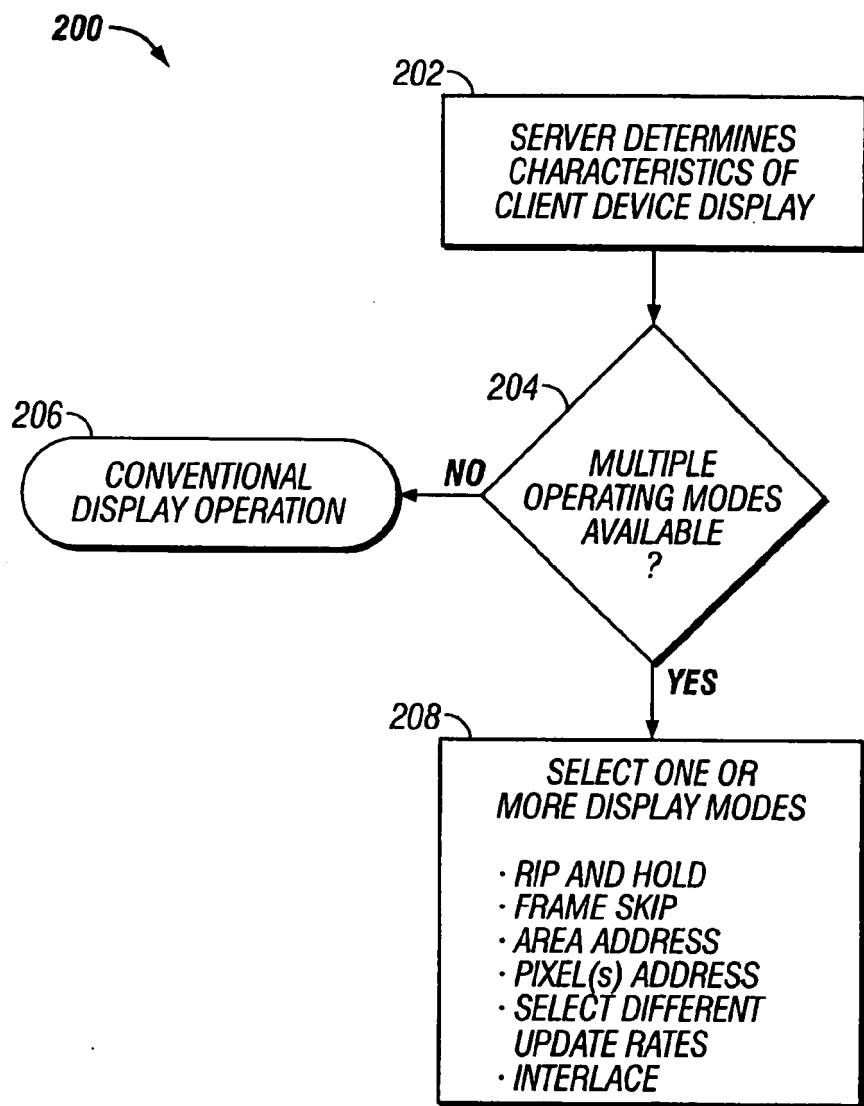 200
202
SERVER DETERMINES
CHARACTERISTICS OF
CLIENT DEVICE DISPLAY
204
MULTIPLE
OPERATING MODES
AVAILABLE
?
NO
206
CONVENTIONAL
DISPLAY OPERATION
YES
208
SELECT ONE OR
MORE DISPLAY MODES
· RIP AND HOLD
· FRAME SKIP
· AREA ADDRESS
· PIXEL(s) ADDRESS
· SELECT DIFFERENT
UPDATE RATES
· INTERLACE